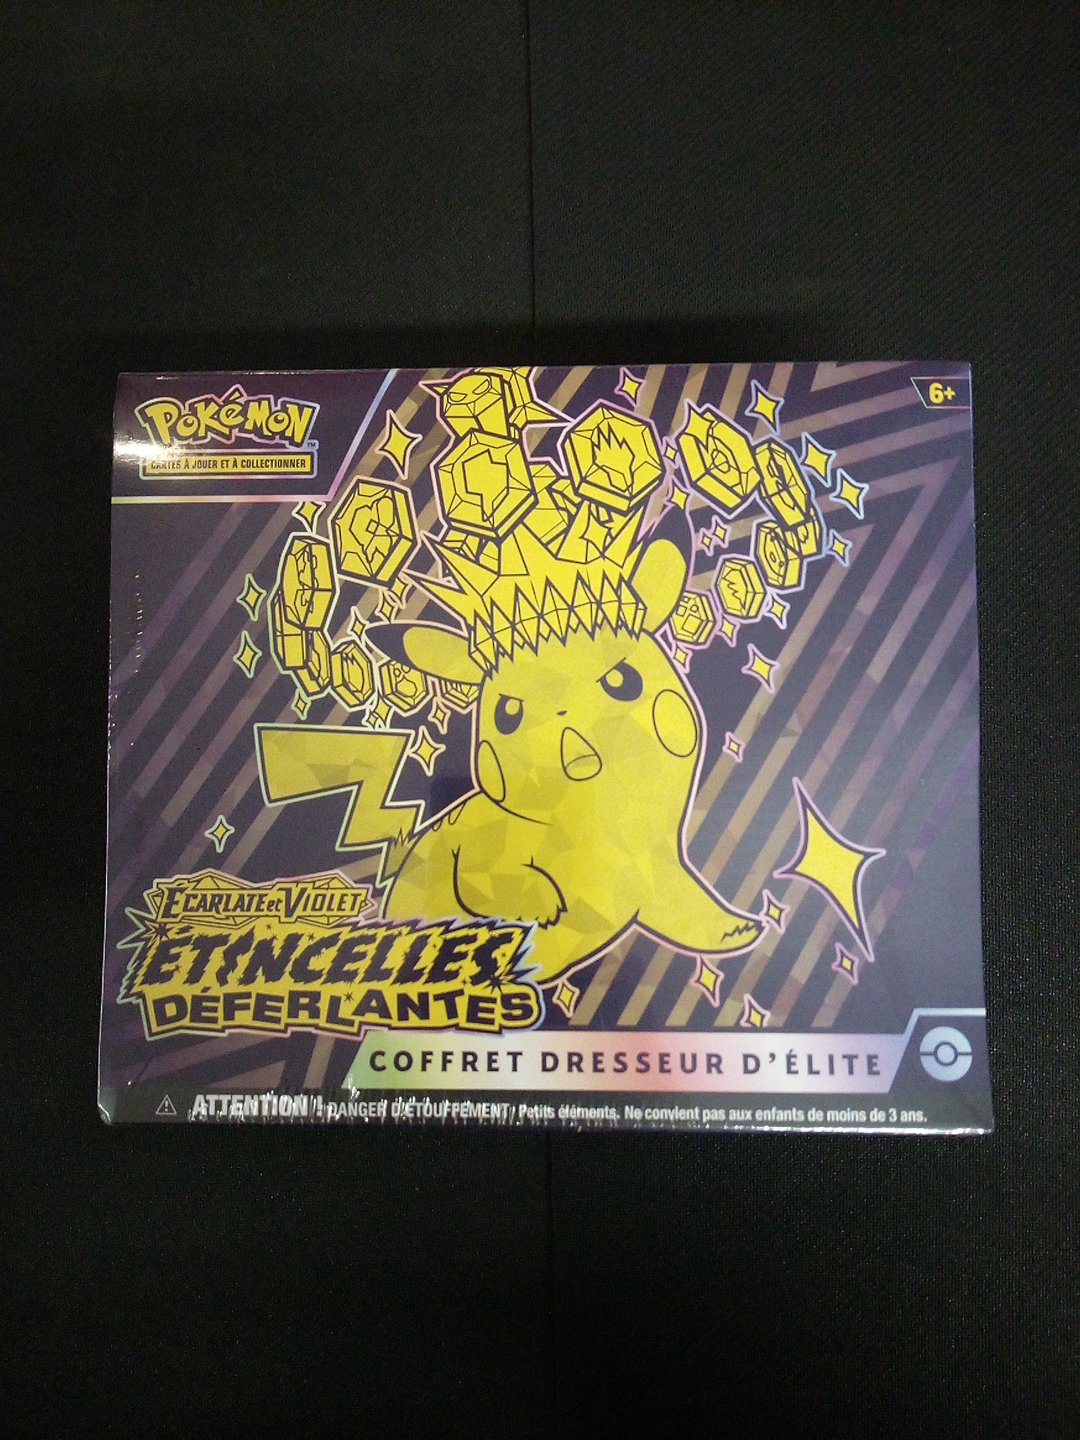 POKéMON™
CARTES À JOUER ET À COLLECTIONNER
6+
ÉCARLATE et VIOLET
ÉTINCELLES
DÉFERLANTES
COFFRET DRESSEUR D'ÉLITE
ATTENTION ! DANGER D'ÉTOUFFEMENT. Petits éléments. Ne convient pas aux enfants de moins de 3 ans.